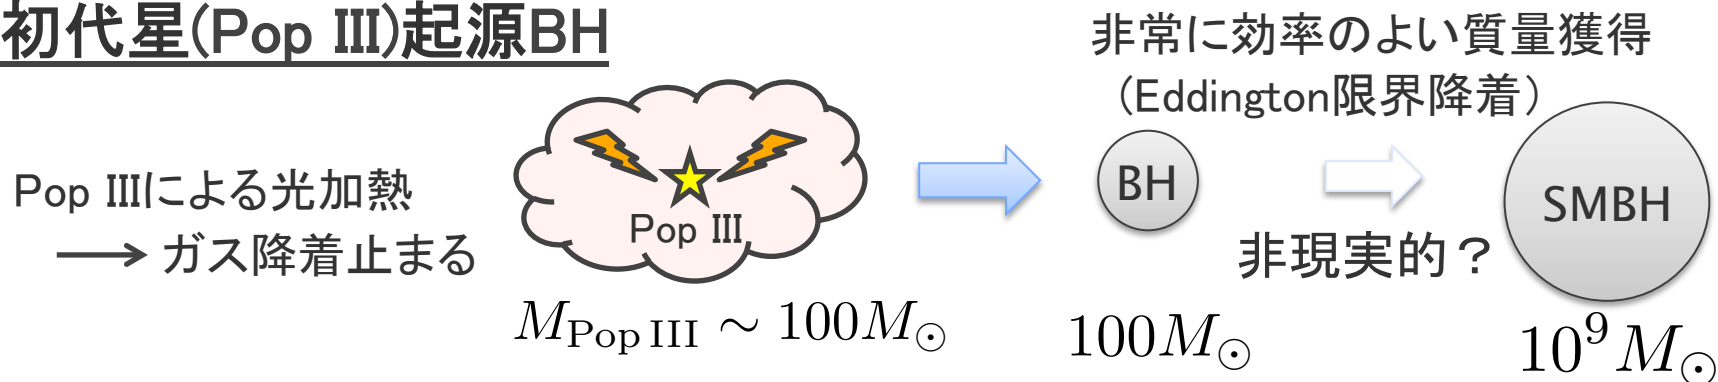 初代星(Pop III)起源BH
非常に効率のよい質量獲得
（Eddington限界降着）
Pop IIIによる光加熱
ガス降着止まる
Pop III
BH
SMBH
非現実的？
M_{Pop III} ∼ 100M_⊙
100M_⊙
10^9 M_⊙